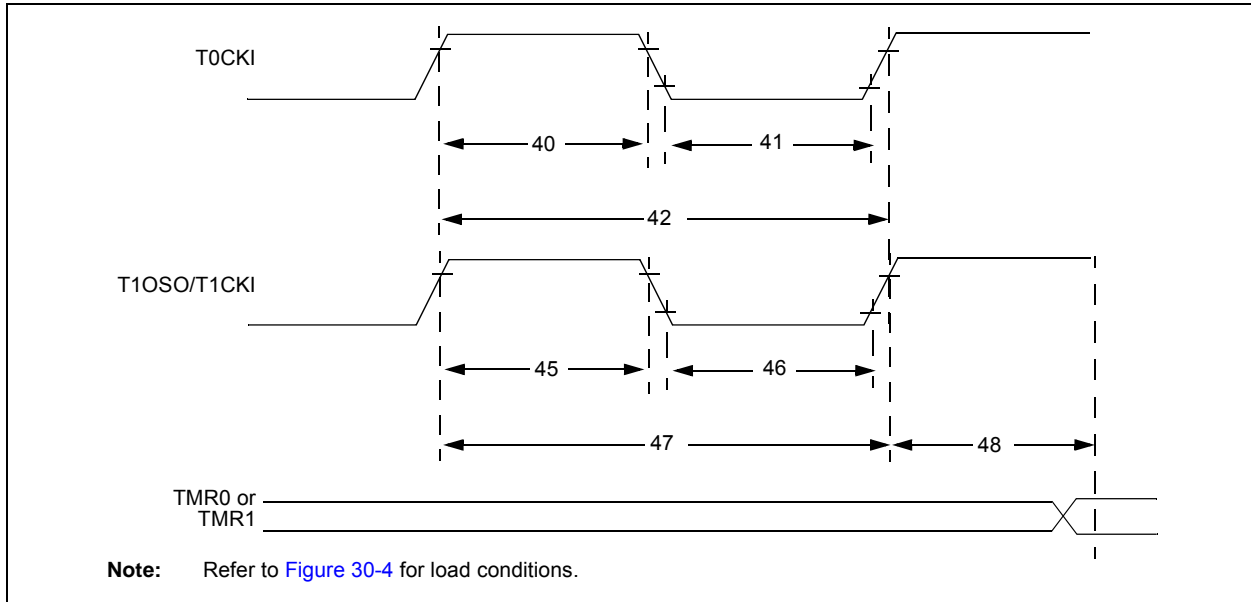 T0CKI
40
41
42
T1OSO/T1CKI
45
46
47
48
TMR0 or
TMR1
Note: Refer to Figure 30-4 for load conditions.